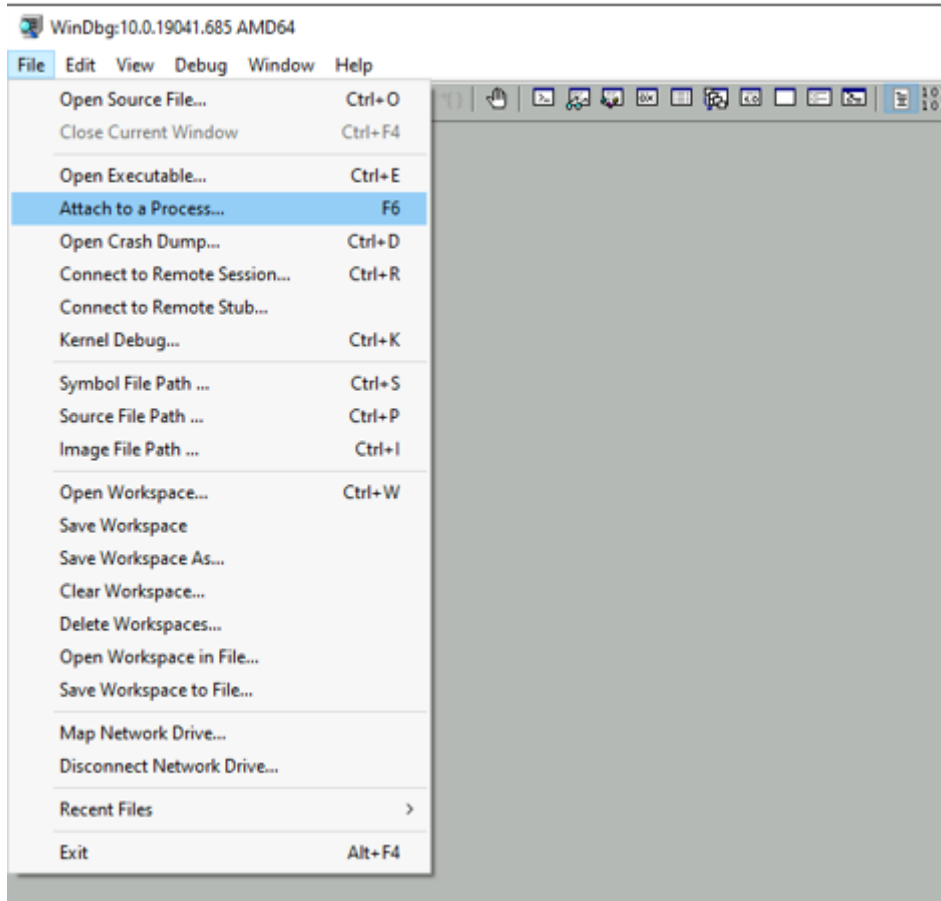 WinDbg:10.0.19041.685 AMD64
File Edit View Debug Window Help
Open Source File... Ctrl+O
Close Current Window Ctrl+F4
Open Executable... Ctrl+E
Attach to a Process... F6
Open Crash Dump... Ctrl+D
Connect to Remote Session... Ctrl+R
Connect to Remote Stub...
Kernel Debug... Ctrl+K
Symbol File Path ... Ctrl+S
Source File Path ... Ctrl+P
Image File Path ... Ctrl+I
Open Workspace... Ctrl+W
Save Workspace
Save Workspace As...
Clear Workspace...
Delete Workspaces...
Open Workspace in File...
Save Workspace to File...
Map Network Drive...
Disconnect Network Drive...
Recent Files >
Exit Alt+F4